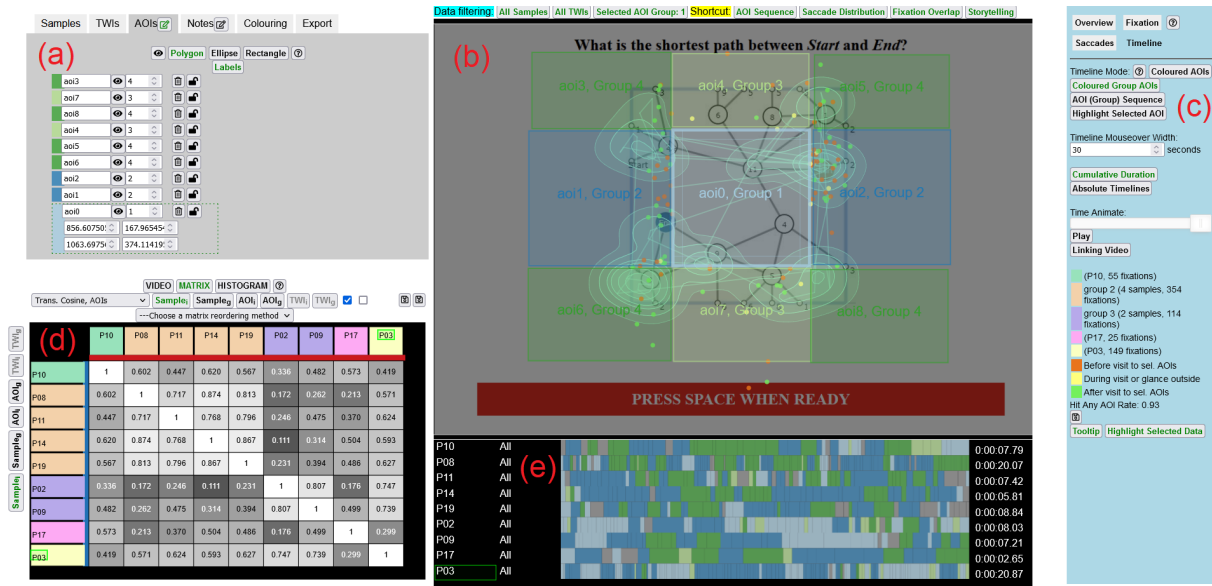 Samples TWIs AOIs Notes Colouring Export
(a)
Polygon Ellipse Rectangle
Labels
aoi3 4
aoi7 3
aoi8 4
aoi4 3
aoi5 4
aoi6 4
aoi2 2
aoi1 2
aoi0 1
856.60750 167.965454
1063.6975 374.11419
VIDEO MATRIX HISTOGRAM
Trans. Cosine, AOIs Samplei Sampleg AOIi AOIg TWIi TWIg
---Choose a matrix reordering method
(d)
TWIg
TWIi
AOIg
AOIi
Sampleg
Samplei
P10 P08 P11 P14 P19 P02 P09 P17 P03
P10 1 0.602 0.447 0.620 0.567 0.336 0.482 0.573 0.419
P08 0.602 1 0.717 0.874 0.813 0.172 0.262 0.213 0.571
P11 0.447 0.717 1 0.768 0.796 0.246 0.475 0.370 0.624
P14 0.620 0.874 0.768 1 0.867 0.111 0.314 0.504 0.593
P19 0.567 0.813 0.796 0.867 1 0.231 0.394 0.486 0.627
P02 0.336 0.172 0.246 0.111 0.231 1 0.807 0.176 0.747
P09 0.482 0.262 0.475 0.314 0.394 0.807 1 0.499 0.739
P17 0.573 0.213 0.370 0.504 0.486 0.176 0.499 1 0.299
P03 0.419 0.571 0.624 0.593 0.627 0.747 0.739 0.299 1
Data filtering: All Samples All TWIs Selected AOI Group: 1 Shortcut: AOI Sequence Saccade Distribution Fixation Overlap Storytelling
(b)
What is the shortest path between Start and End?
aoi3, Group 4 aoi4, Group 3 aoi5, Group 4
6 8
aoi1, Group 2 aoi0, Group 1 aoi2, Group 2
4
aoi6, Group 4 aoi7, Group 3 aoi8, Group 4
PRESS SPACE WHEN READY
(e)
P10 All 0:00:07.79
P08 All 0:00:20.07
P11 All 0:00:07.42
P14 All 0:00:05.81
P19 All 0:00:08.84
P02 All 0:00:08.03
P09 All 0:00:07.21
P17 All 0:00:02.65
P03 All 0:00:20.87
Overview Fixation
Saccades Timeline
Timeline Mode: Coloured AOIs
Coloured Group AOIs
AOI (Group) Sequence
Highlight Selected AOI
(c)
Timeline Mouseover Width:
30 seconds
Cumulative Duration
Absolute Timelines
Time Animate:
Play
Linking Video
(P10, 55 fixations)
group 2 (4 samples, 354
fixations)
group 3 (2 samples, 114
fixations)
(P17, 25 fixations)
(P03, 149 fixations)
Before visit to sel. AOIs
During visit or glance outside
After visit to sel. AOIs
Hit Any AOI Rate: 0.93
Tooltip Highlight Selected Data